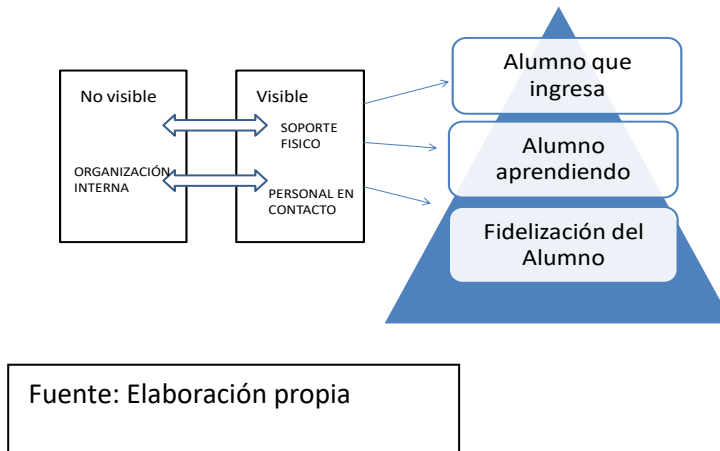 No visible
ORGANIZACIÓN
INTERNA
Visible
SOPORTE
FISICO
PERSONAL EN
CONTACTO
Alumno que
ingresa
Alumno
aprendiendo
Fidelización del
Alumno
Fuente: Elaboración propia